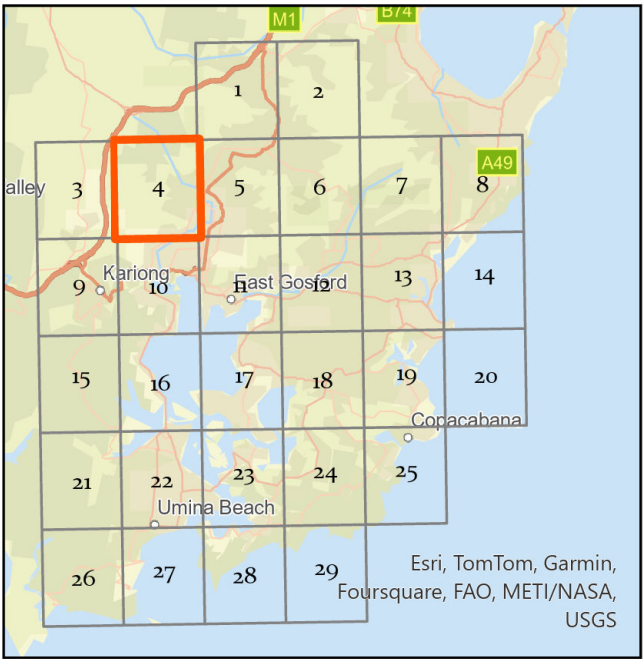 M1
B74
1
2
A49
alley
3
4
5
6
7
8
9
Kariong
10
11
East Gosford
12
13
14
15
16
17
18
19
20
Copacabana
21
22
23
24
25
Umina Beach
26
27
28
29
Esri, TomTom, Garmin,
Foursquare, FAO, METI/NASA,
USGS